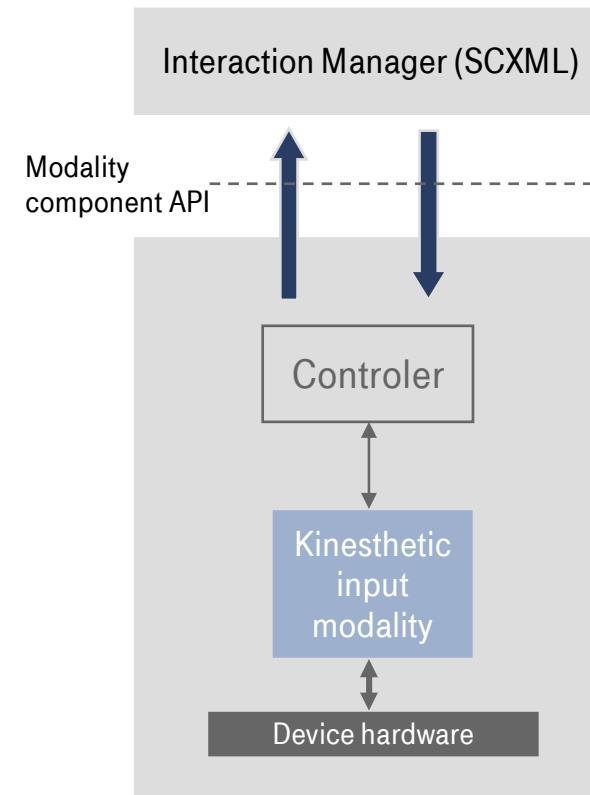 Interaction Manager (SCXML)
Modality
component API
Controler
Kinesthetic
input
modality
Device hardware